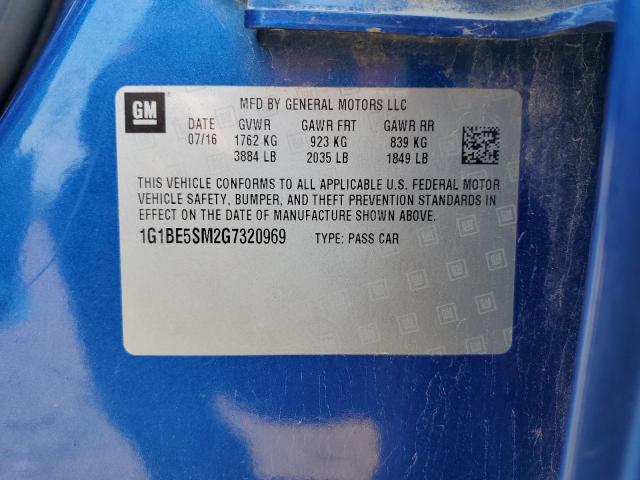 GM
MFD BY GENERAL MOTORS LLC
DATE GVWR GAWR FRT GAWR RR
07/16 1762 KG 923 KG 839 KG
3884 LB 2035 LB 1849 LB
THIS VEHICLE CONFORMS TO ALL APPLICABLE U.S. FEDERAL MOTOR
VEHICLE SAFETY, BUMPER, AND THEFT PREVENTION STANDARDS IN
EFFECT ON THE DATE OF MANUFACTURE SHOWN ABOVE.
1G1BE5SM2G7320969 TYPE: PASS CAR